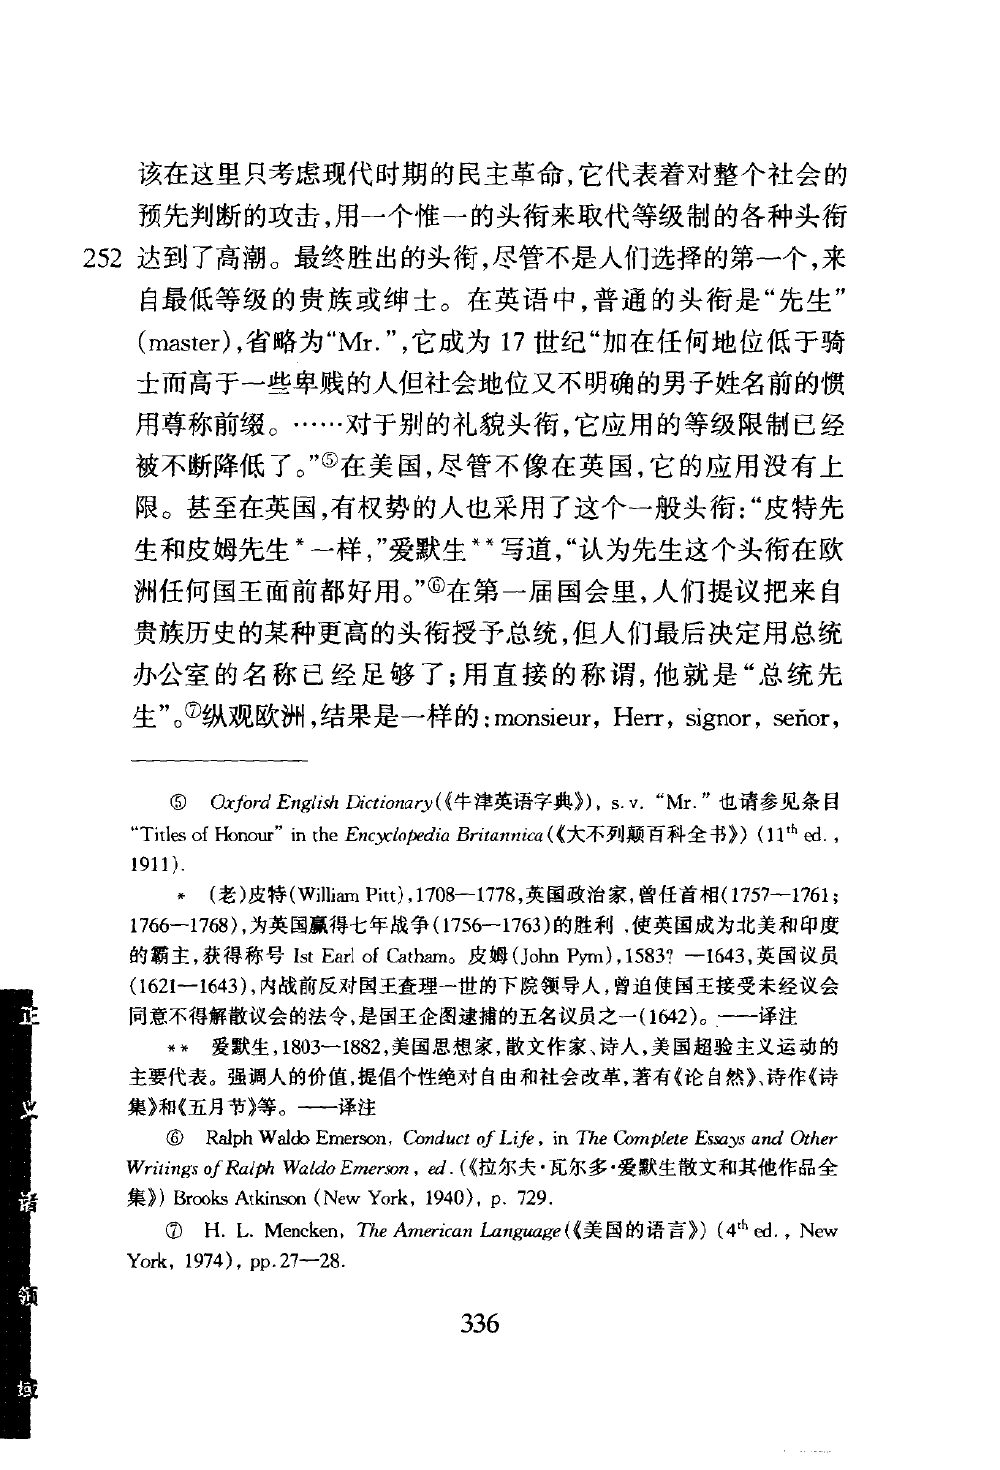 该在这里只考虑现代时期的民主革命,它代表着对整个社会的
预先判断的攻击,用一个惟一的头衔来取代等级制的各种头衔
252 达到了高潮。最终胜出的头衔,尽管不是人们选择的第一个,来
自最低等级的贵族或绅士。在英语中,普通的头衔是“先生”
(master),省略为“Mr.”,它成为 17 世纪“加在任何地位低于骑
士而高于一些卑贱的人但社会地位又不明确的男子姓名前的惯
用尊称前缀。……对于别的礼貌头衔,它应用的等级限制已经
被不断降低了。”⑤在美国,尽管不像在英国,它的应用没有上
限。甚至在英国,有权势的人也采用了这个一般头衔:“皮特先
生和皮姆先生*一样,”爱默生**写道,“认为先生这个头衔在欧
洲任何国王面前都好用。”⑥在第一届国会里,人们提议把来自
贵族历史的某种更高的头衔授予总统,但人们最后决定用总统
办公室的名称已经足够了;用直接的称谓,他就是“总统先
生”。⑦纵观欧洲,结果是一样的:monsieur, Herr, signor, señor,
⑤ Oxford English Dictionary(《牛津英语字典》), s.v. “Mr.”也请参见条目
“Titles of Honour” in the Encyclopedia Britannica(《大不列颠百科全书》) (11th ed.,
1911).
* (老)皮特(William Pitt),1708—1778,英国政治家,曾任首相(1757—1761;
1766—1768),为英国赢得七年战争(1756—1763)的胜利,使英国成为北美和印度
的霸主,获得称号 Ist Earl of Catham。皮姆(John Pym),1583? —1643,英国议员
(1621—1643),内战前反对国王查理一世的下院领导人,曾迫使国王接受未经议会
同意不得解散议会的法令,是国王企图逮捕的五名议员之一(1642)。——译注
** 爱默生,1803—1882,美国思想家,散文作家、诗人,美国超验主义运动的
主要代表。强调人的价值,提倡个性绝对自由和社会改革,著有《论自然》、诗作《诗
集》和《五月节》等。——译注
⑥ Ralph Waldo Emerson, Conduct of Life, in The Complete Essays and Other
Writings of Ralph Waldo Emerson, ed.(《拉尔夫·瓦尔多·爱默生散文和其他作品全
集》) Brooks Atkinson (New York, 1940), p. 729.
⑦ H. L. Mencken, The American Language(《美国的语言》) (4th ed., New
York, 1974), pp.27—28.
336
正
义
诸
领
域